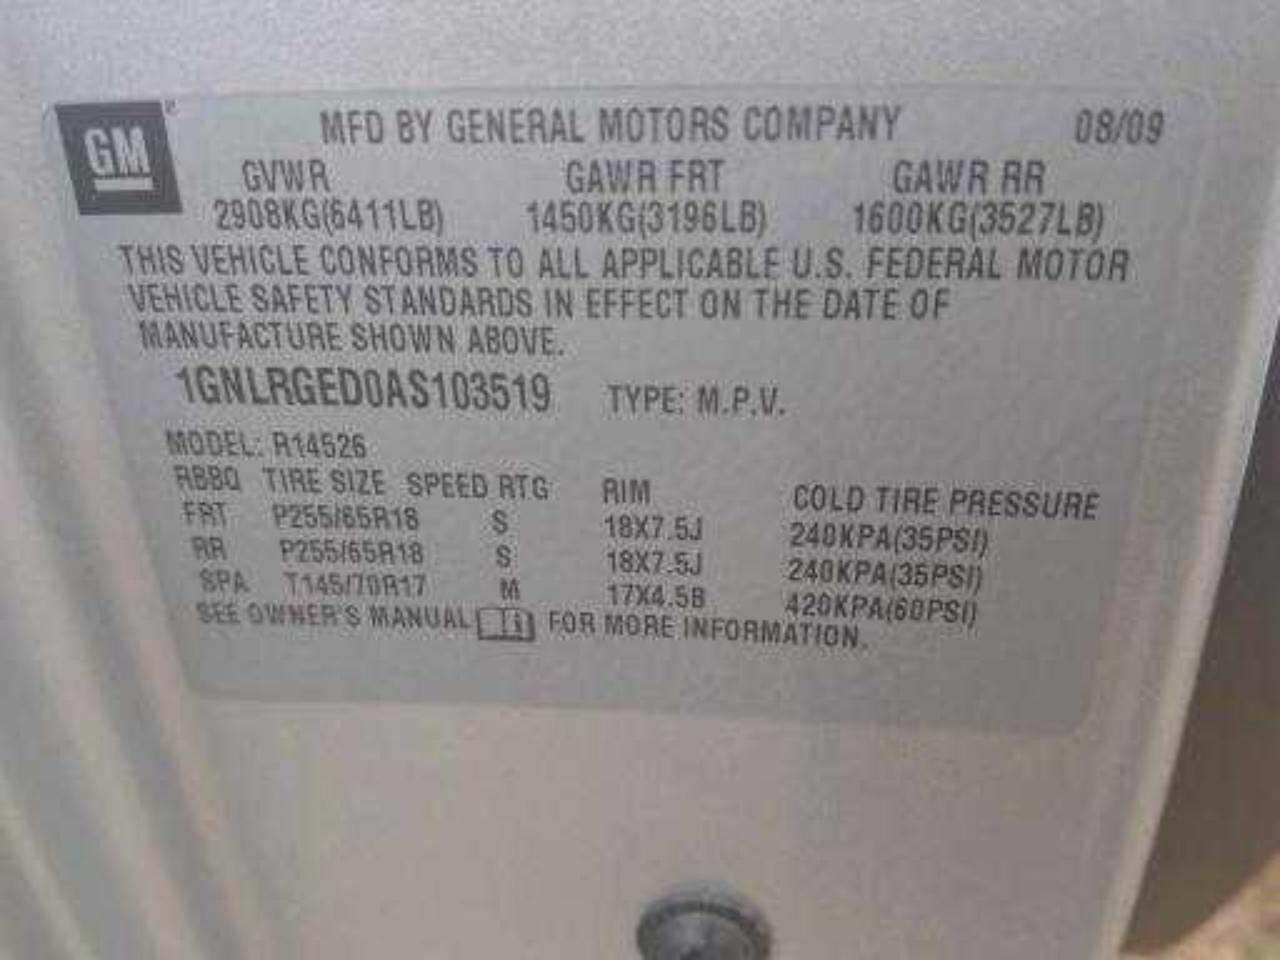 GM
MFD BY GENERAL MOTORS COMPANY 08/09
GVWR GAWR FRT GAWR RR
2908KG(6411LB) 1450KG(3196LB) 1600KG(3527LB)
THIS VEHICLE CONFORMS TO ALL APPLICABLE U.S. FEDERAL MOTOR
VEHICLE SAFETY STANDARDS IN EFFECT ON THE DATE OF
MANUFACTURE SHOWN ABOVE.
1GNLRGED0AS103519 TYPE: M.P.V.
MODEL: R14526
RBBQ TIRE SIZE SPEED RTG RIM COLD TIRE PRESSURE
FRT P255/65R18 S 18X7.5J 240KPA(35PSI)
RR P255/65R18 S 18X7.5J 240KPA(35PSI)
SPA T145/70R17 M 17X4.5B 420KPA(60PSI)
SEE OWNER'S MANUAL i FOR MORE INFORMATION.